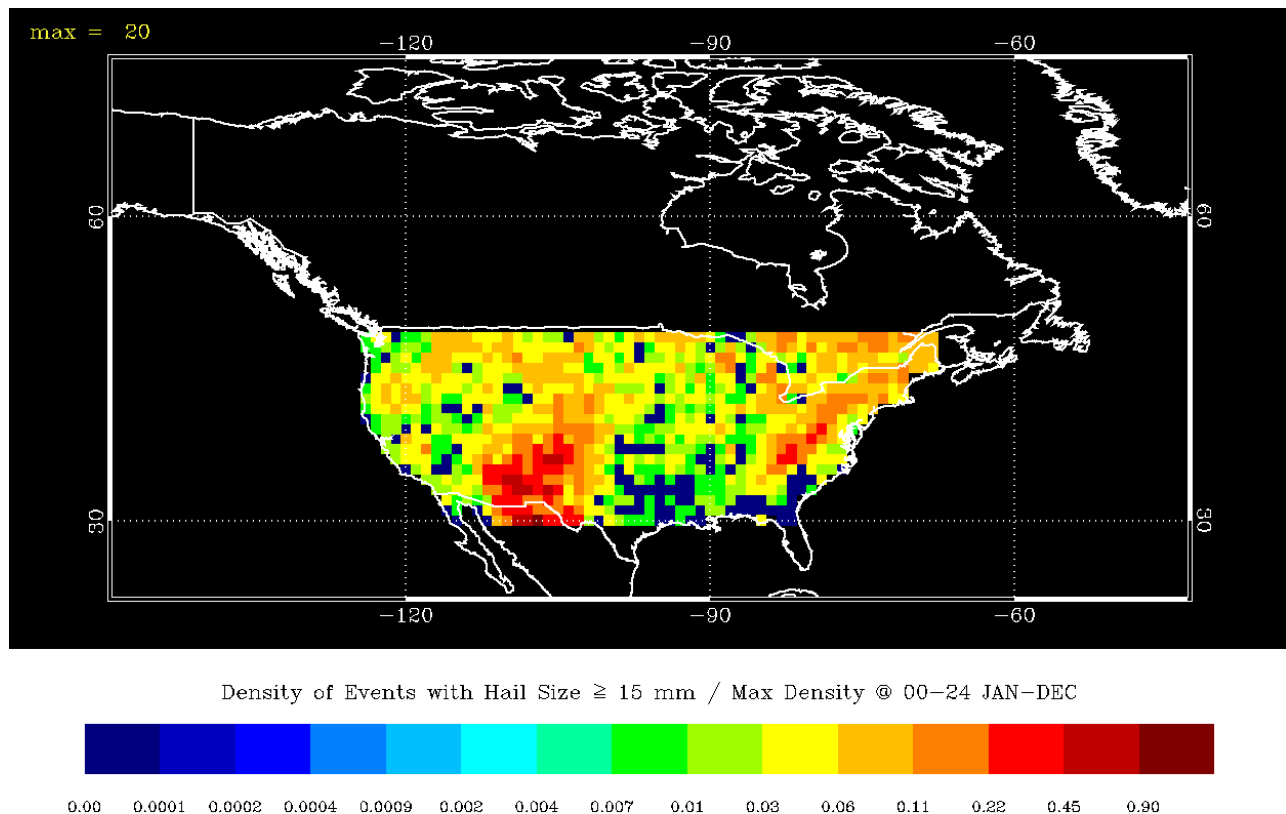 max = 20
-120 -90 -60
60 60
30 30
-120 -90 -60
Density of Events with Hail Size ≧ 15 mm / Max Density @ 00-24 JAN-DEC
0.00 0.0001 0.0002 0.0004 0.0009 0.002 0.004 0.007 0.01 0.03 0.06 0.11 0.22 0.45 0.90